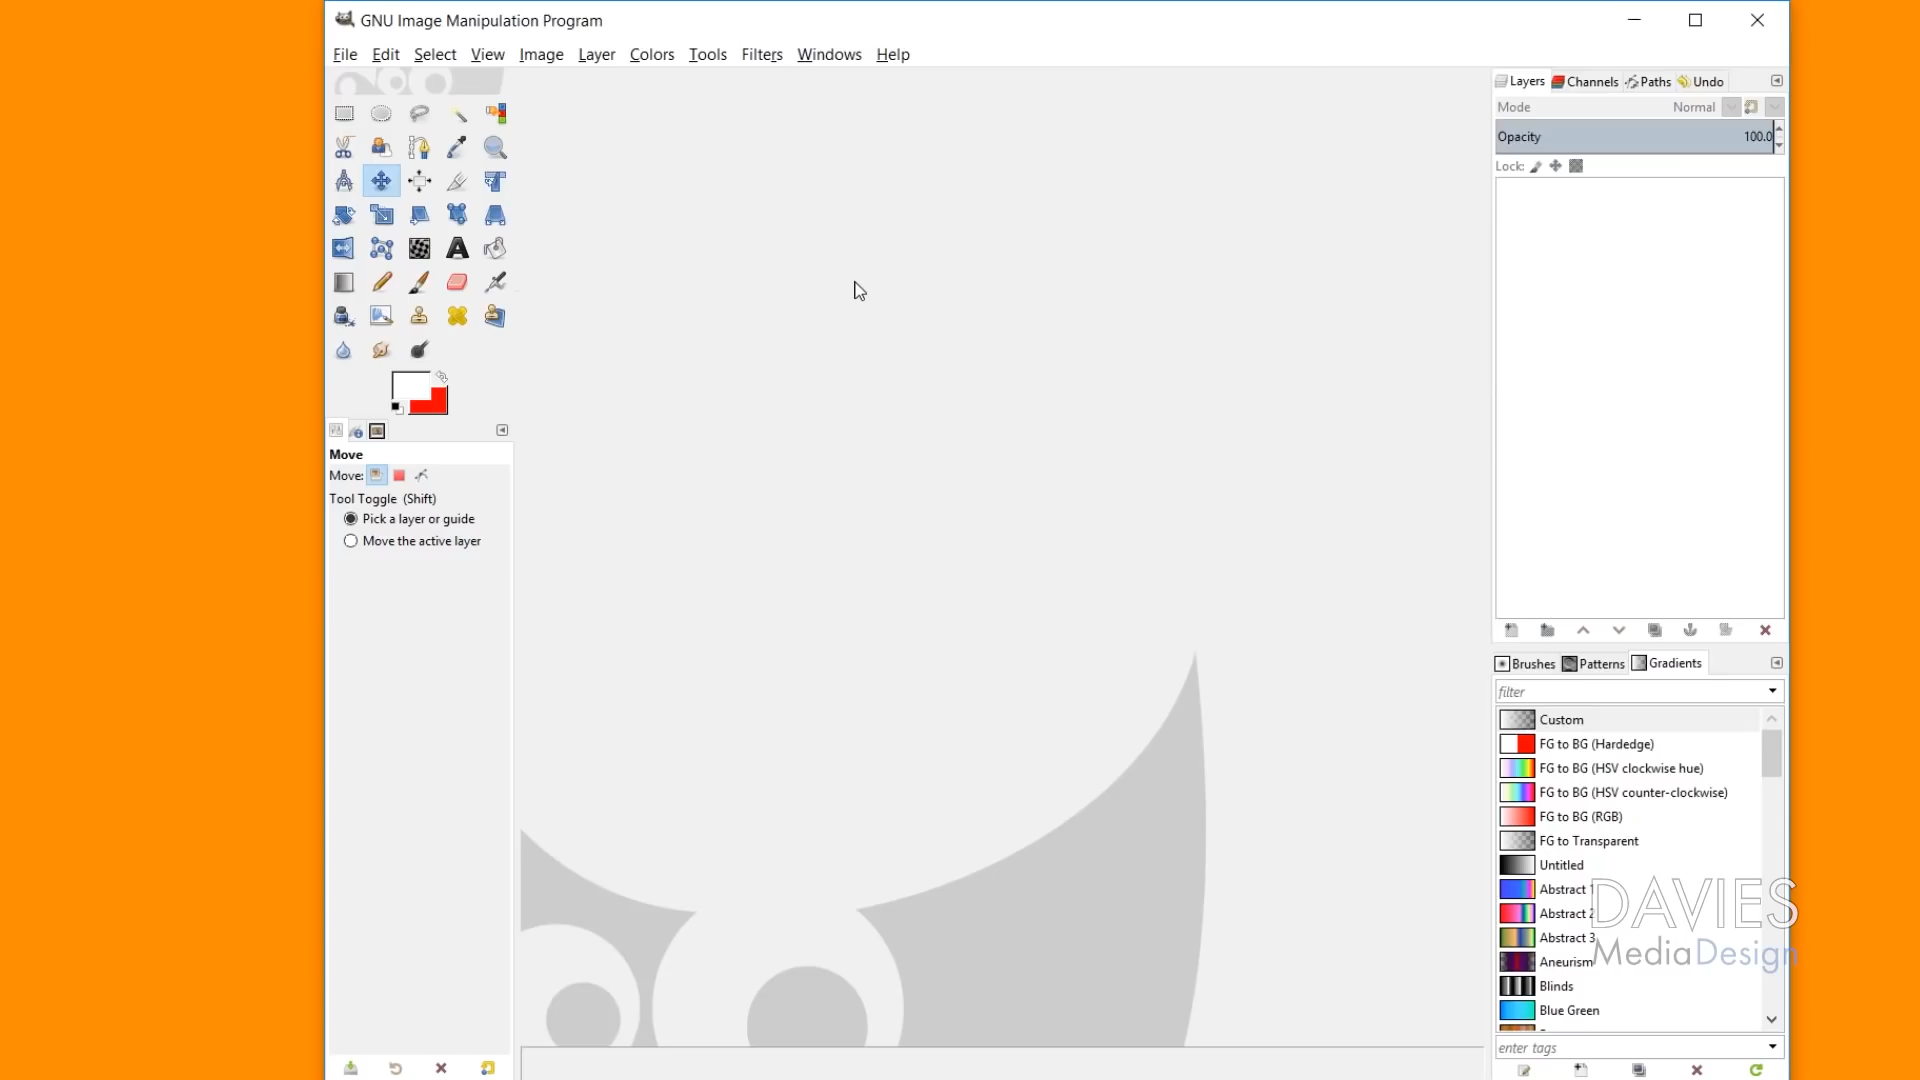 GNU Image Manipulation Program
File Edit Select View Image Layer Colors Tools Filters Windows Help
Layers Channels Paths Undo
Mode Normal
Opacity 100.0
Lock:
Move
Move:
Tool Toggle (Shift)
Pick a layer or guide
Move the active layer
Brushes Patterns Gradients
filter
Custom
FG to BG (Hardedge)
FG to BG (HSV clockwise hue)
FG to BG (HSV counter-clockwise)
FG to BG (RGB)
FG to Transparent
Untitled
Abstract 1
Abstract 2
Abstract 3
Aneurism
Blinds
Blue Green
enter tags
DAVIES
MediaDesign